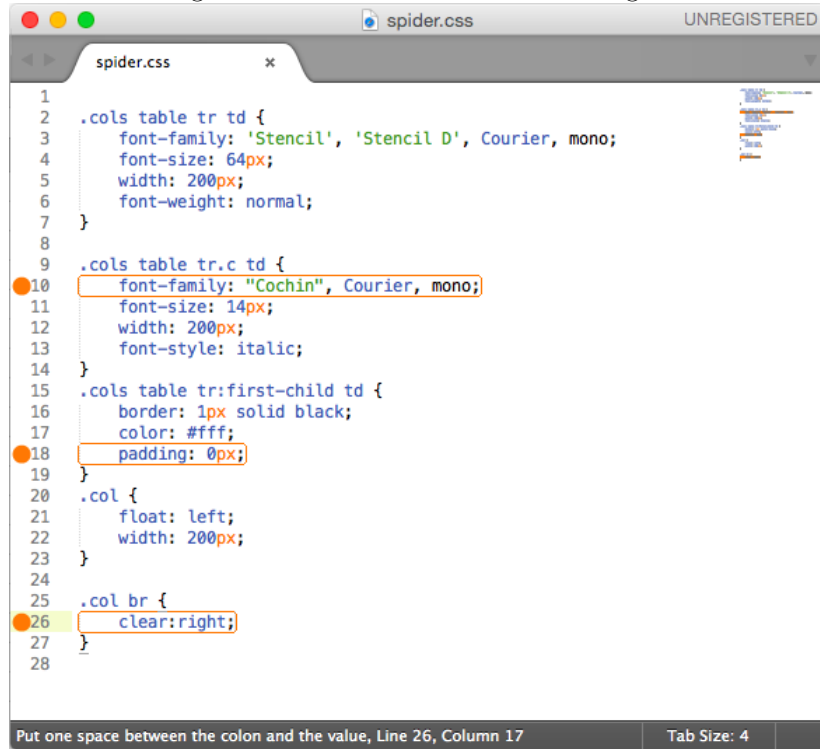 spider.css
UNREGISTERED
spider.css ×
1
2 .cols table tr td {
3 font-family: 'Stencil', 'Stencil D', Courier, mono;
4 font-size: 64px;
5 width: 200px;
6 font-weight: normal;
7 }
8
9 .cols table tr.c td {
10 font-family: "Cochin", Courier, mono;
11 font-size: 14px;
12 width: 200px;
13 font-style: italic;
14 }
15 .cols table tr:first-child td {
16 border: 1px solid black;
17 color: #fff;
18 padding: 0px;
19 }
20 .col {
21 float: left;
22 width: 200px;
23 }
24
25 .col br {
26 clear:right;
27 }
28
Put one space between the colon and the value, Line 26, Column 17
Tab Size: 4